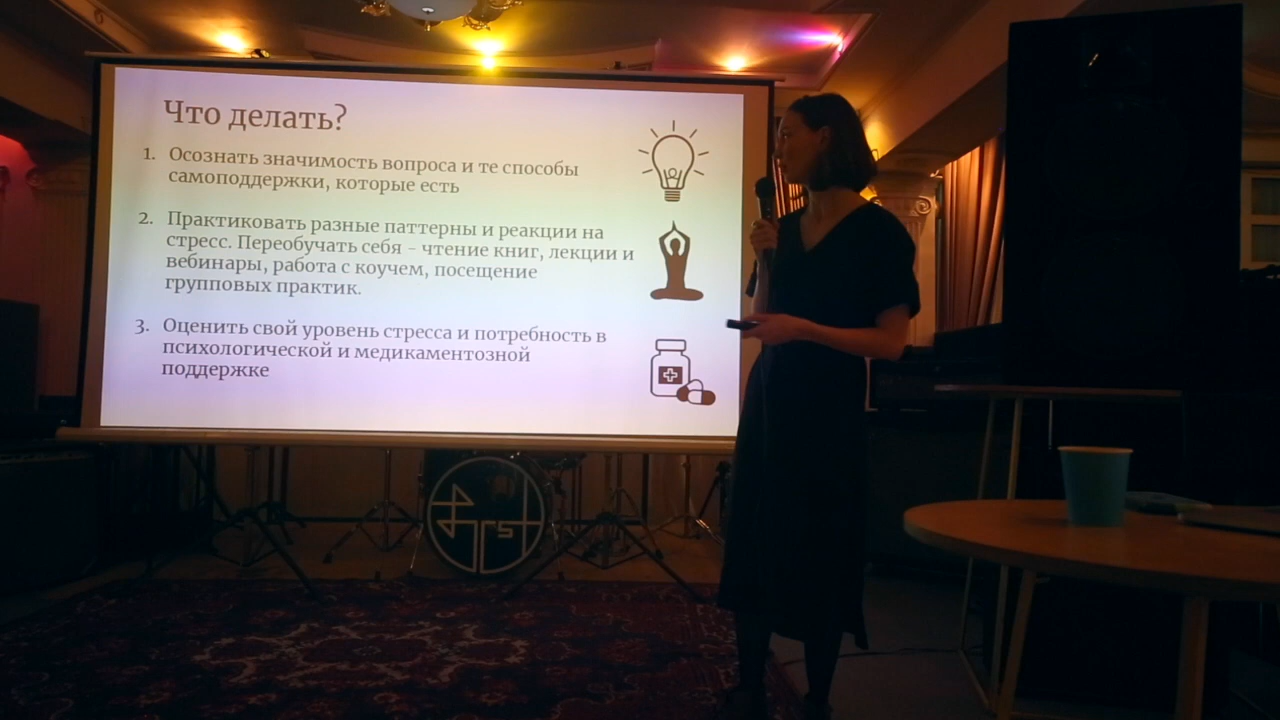 Что делать?
1. Осознать значимость вопроса и те способы
самоподдержки, которые есть
2. Практиковать разные паттерны и реакции на
стресс. Переобучать себя - чтение книг, лекции и
вебинары, работа с коучем, посещение
групповых практик.
3. Оценить свой уровень стресса и потребность в
психологической и медикаментозной
поддержке